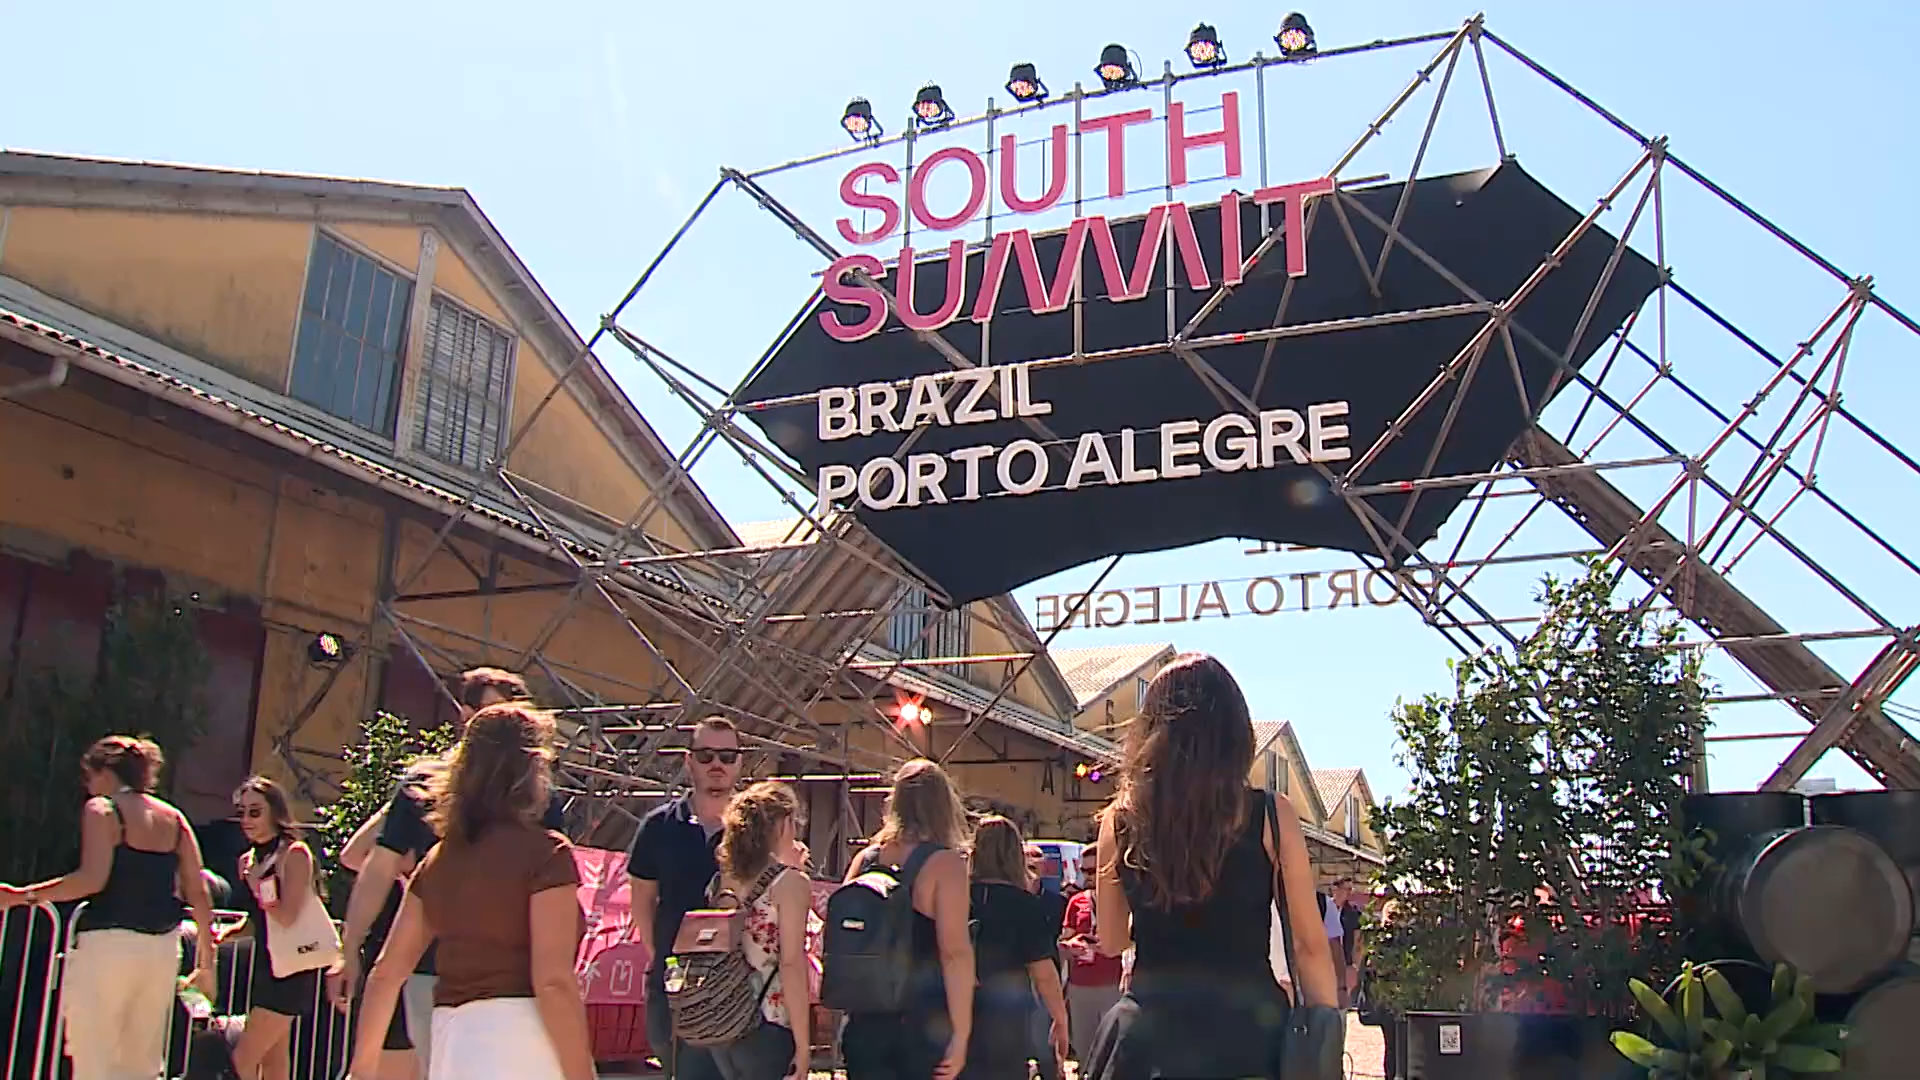 SOUTH
SUMMIT
BRAZIL
PORTO ALEGRE
PORTO ALEGRE